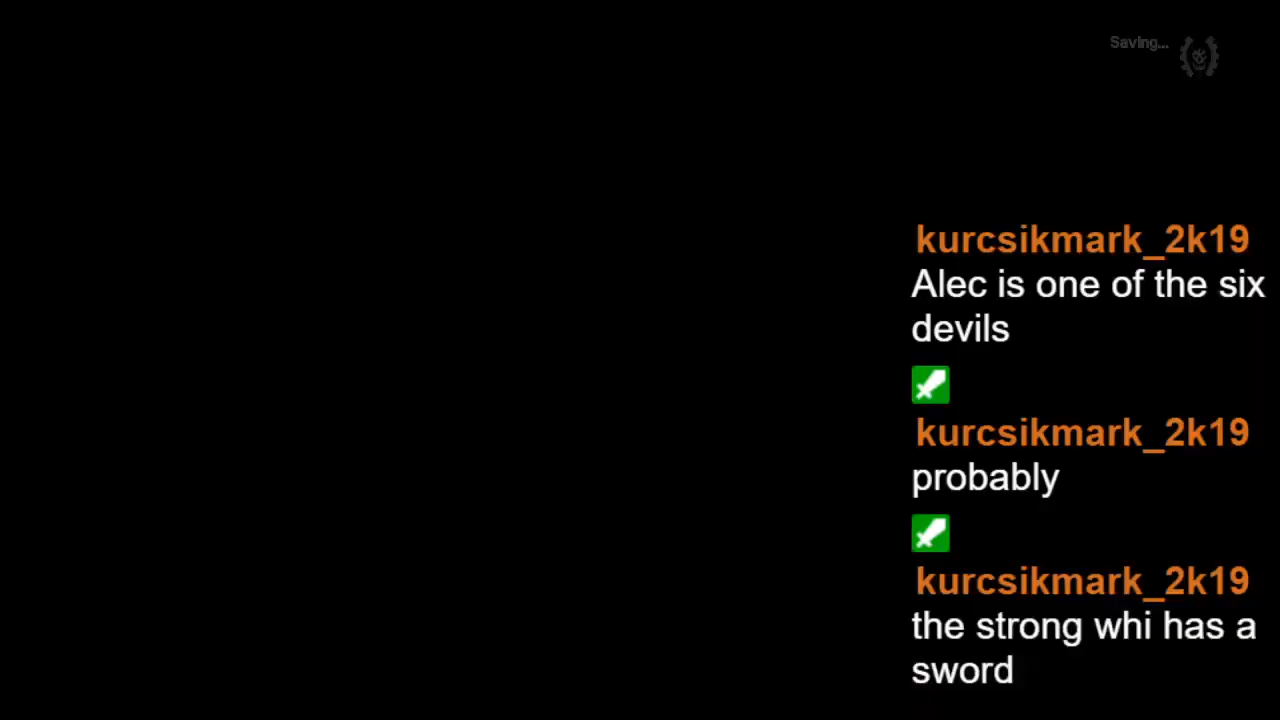 Saving...
kurcsikmark_2k19
Alec is one of the six
devils
kurcsikmark_2k19
probably
kurcsikmark_2k19
the strong whi has a
sword